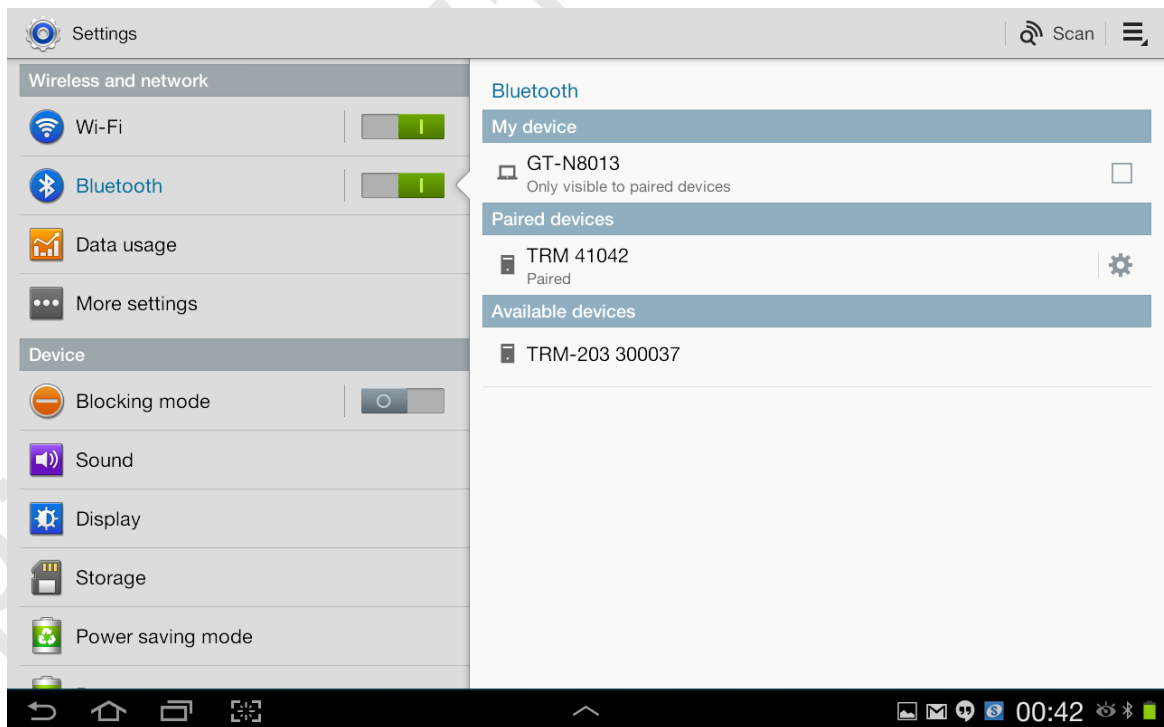 Settings
Scan
Wireless and network
Wi-Fi
Bluetooth
Data usage
More settings
Device
Blocking mode
Sound
Display
Storage
Power saving mode
Bluetooth
My device
GT-N8013
Only visible to paired devices
Paired devices
TRM 41042
Paired
Available devices
TRM-203 300037
00:42